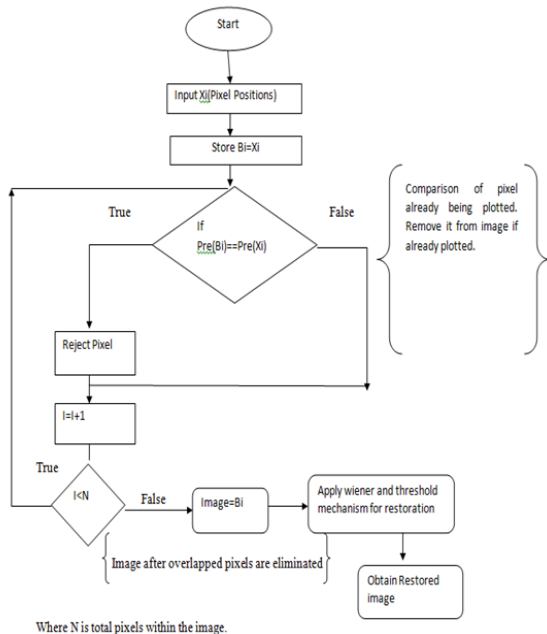 Start
Input Xi(Pixel Positions)
Store Bi=Xi
True
False
If
Pre(Bi)==Pre(Xi)
Comparison of pixel
already being plotted.
Remove it from image if
already plotted.
Reject Pixel
I=I+1
True
I<N
False
Image=Bi
Apply wiener and threshold
mechanism for restoration
Image after overlapped pixels are eliminated
Obtain Restored
image
Where N is total pixels within the image.